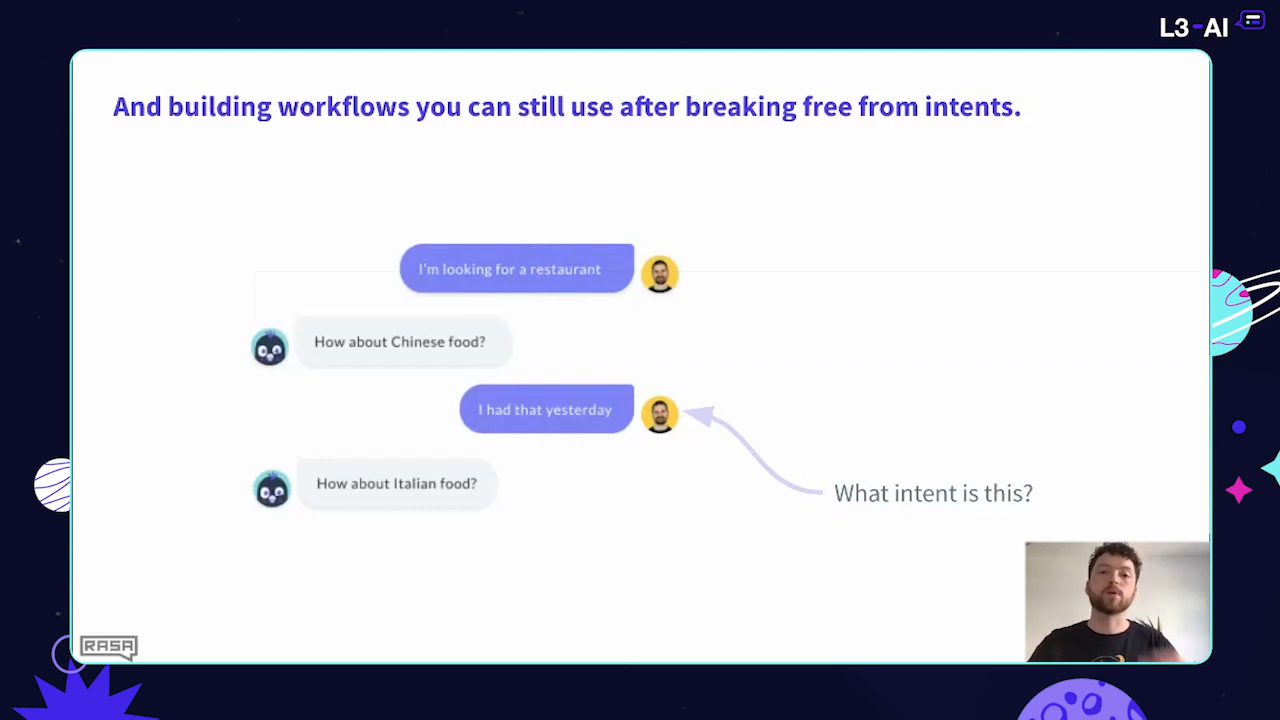 L3-AI
And building workflows you can still use after breaking free from intents.
I'm looking for a restaurant
How about Chinese food?
I had that yesterday
How about Italian food?
What intent is this?
RASA